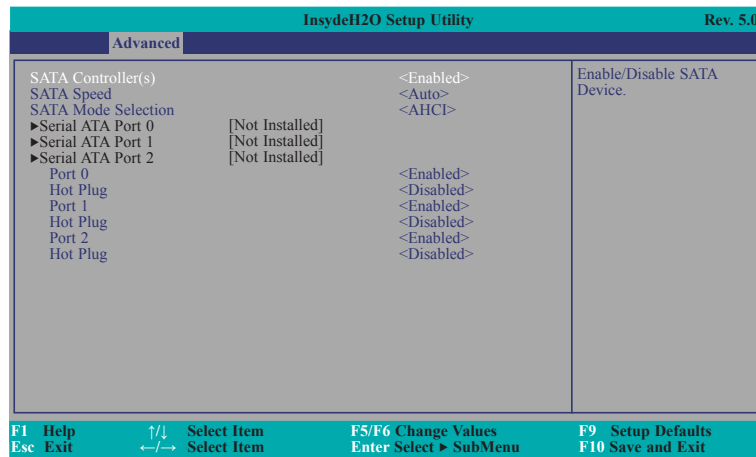 InsydeH2O Setup Utility Rev. 5.0
Advanced
SATA Controller(s) <Enabled>
SATA Speed <Auto>
SATA Mode Selection <AHCI>
►Serial ATA Port 0 [Not Installed]
►Serial ATA Port 1 [Not Installed]
►Serial ATA Port 2 [Not Installed]
Port 0 <Enabled>
Hot Plug <Disabled>
Port 1 <Enabled>
Hot Plug <Disabled>
Port 2 <Enabled>
Hot Plug <Disabled>
Enable/Disable SATA
Device.
F1 Help ↑/↓ Select Item F5/F6 Change Values F9 Setup Defaults
Esc Exit ←/→ Select Item Enter Select ► SubMenu F10 Save and Exit